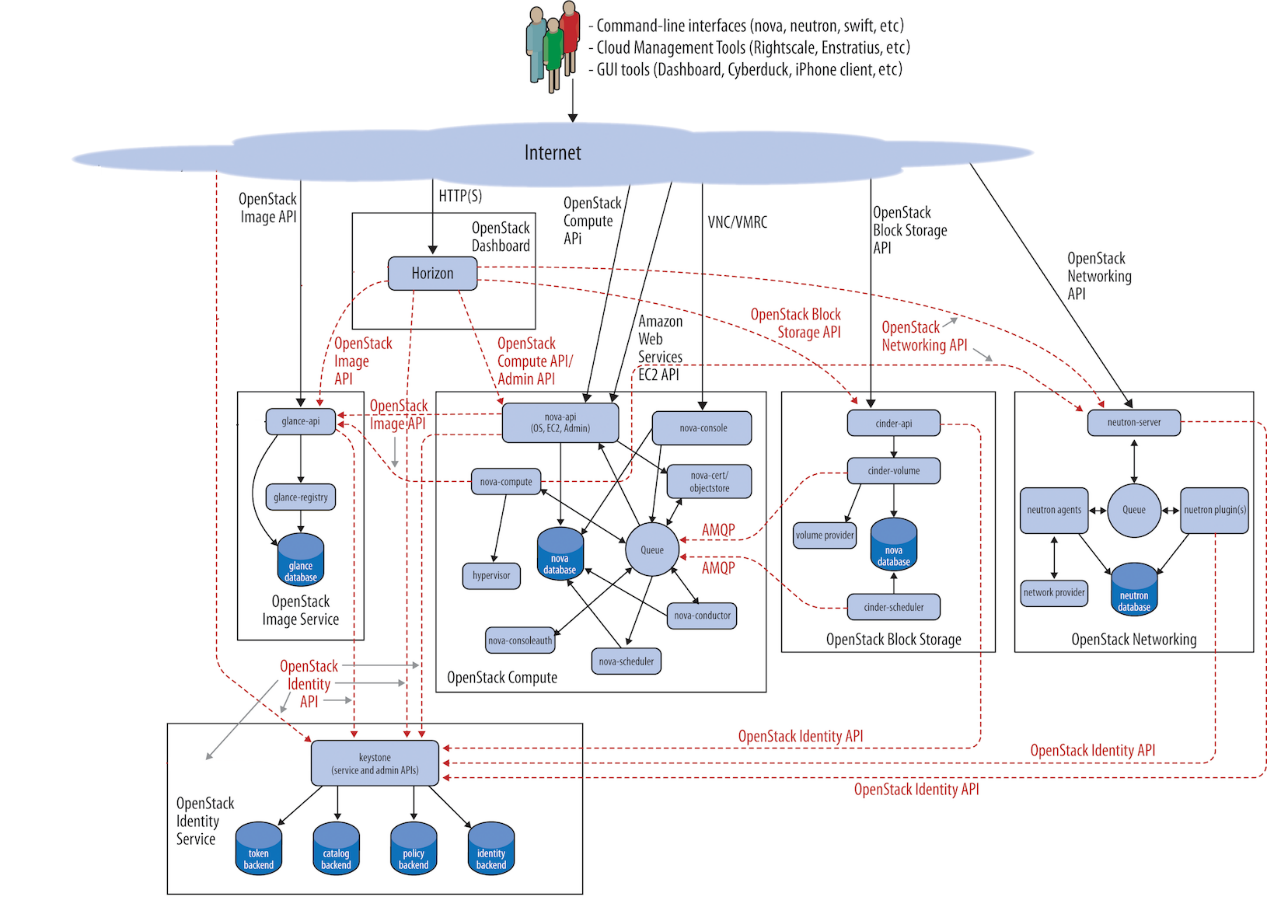 - Command-line interfaces (nova, neutron, swift, etc)
- Cloud Management Tools (Rightscale, Enstratius, etc)
- GUI tools (Dashboard, Cyberduck, iPhone client, etc)
Internet
OpenStack
Image API
HTTP(S)
OpenStack
Compute
APi
VNC/VMRC
OpenStack
Block Storage
API
OpenStack
Networking
API
OpenStack
Dashboard
Horizon
OpenStack
Image
API
OpenStack
Compute API/
Admin API
Amazon
Web
Services
EC2 API
OpenStack Block
Storage API
OpenStack
Networking API
OpenStack
Image API
glance-api
glance-registry
glance
database
OpenStack
Image Service
nova-api
(OS, EC2, Admin)
nova-console
nova-compute
nova-cert/
objectstore
hypervisor
nova
database
Queue
nova-conductor
nova-consoleauth
nova-scheduler
OpenStack Compute
AMQP
AMQP
cinder-api
cinder-volume
volume provider
nova
database
cinder-scheduler
OpenStack Block Storage
neutron-server
neutron agents
Queue
nuetron plugin(s)
network provider
neutron
database
OpenStack Networking
OpenStack
Identity
API
OpenStack Identity API
OpenStack Identity API
OpenStack Identity API
keystone
(service and admin APIs)
OpenStack
Identity
Service
token
backend
catalog
backend
policy
backend
identity
backend